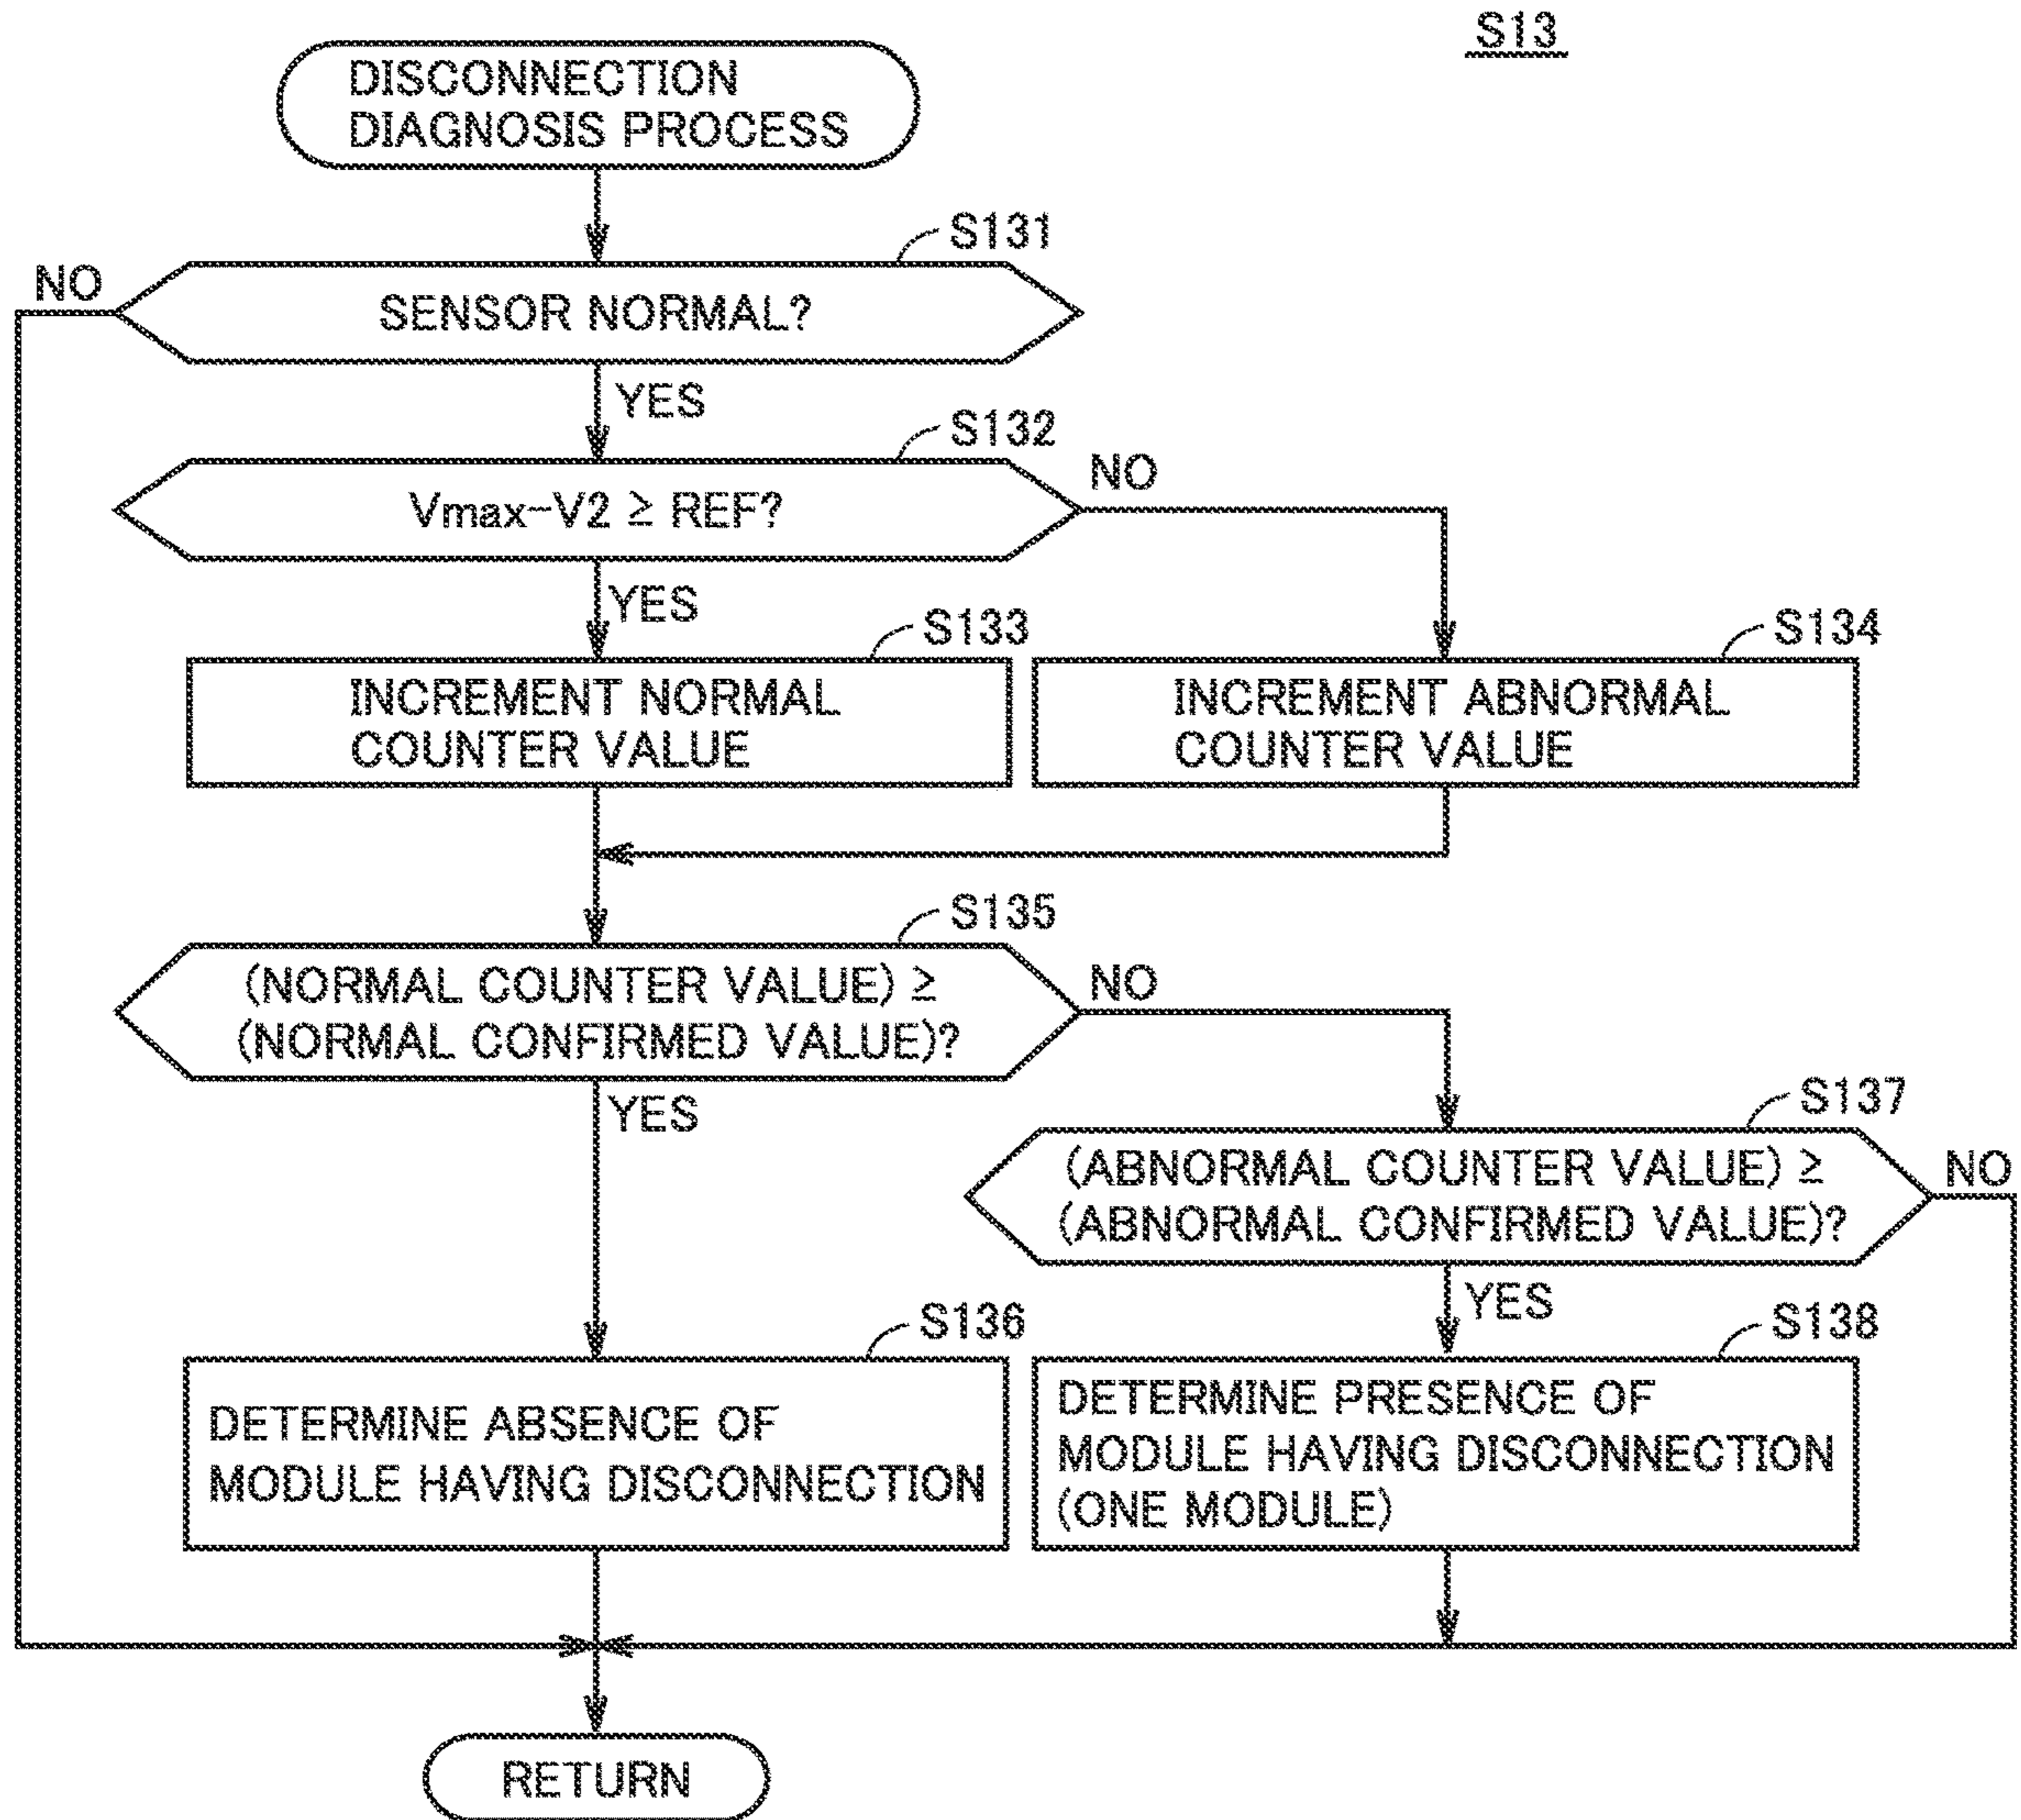 S13
DISCONNECTION
DIAGNOSIS PROCESS
S131
NO
SENSOR NORMAL?
YES
S132
NO
Vmax-V2 ≥ REF?
YES
S133
S134
INCREMENT NORMAL
COUNTER VALUE
INCREMENT ABNORMAL
COUNTER VALUE
S135
(NORMAL COUNTER VALUE) ≥
(NORMAL CONFIRMED VALUE)?
NO
YES
S137
(ABNORMAL COUNTER VALUE) ≥
(ABNORMAL CONFIRMED VALUE)?
NO
YES
S136
S138
DETERMINE ABSENCE OF
MODULE HAVING DISCONNECTION
DETERMINE PRESENCE OF
MODULE HAVING DISCONNECTION
(ONE MODULE)
RETURN